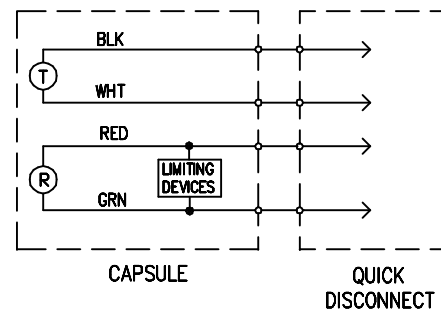 BLK
T
WHT
RED
R
LIMITING
DEVICES
GRN
CAPSULE
QUICK
DISCONNECT